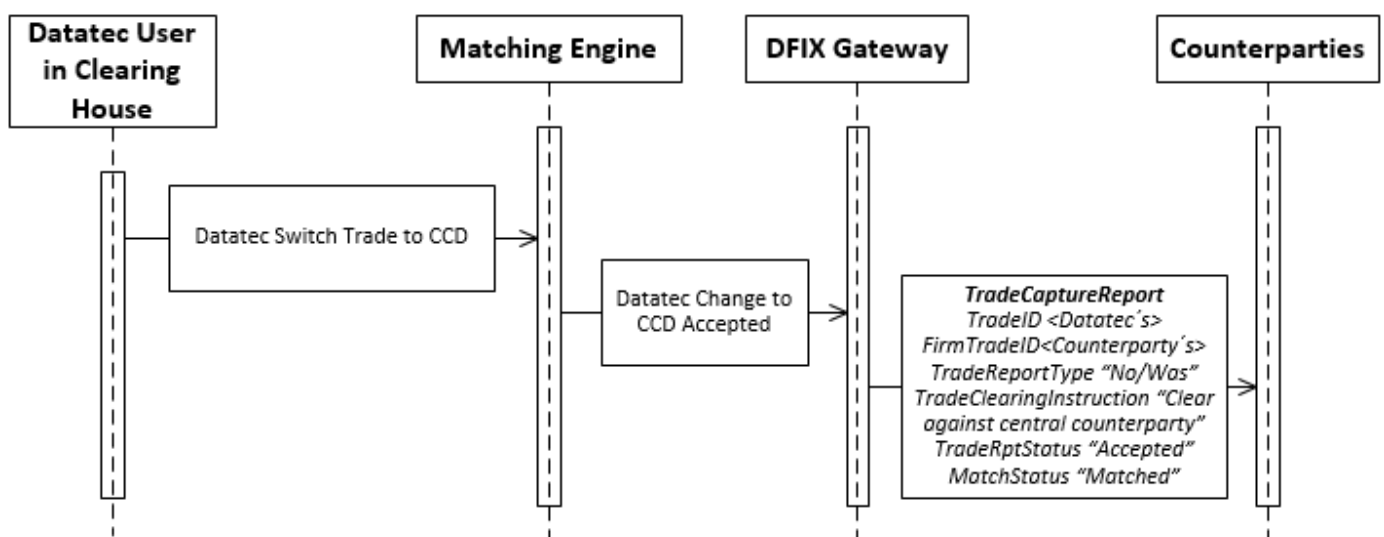 Datatec User
in Clearing
House
Matching Engine
DFIX Gateway
Counterparties
Datatec Switch Trade to CCD
Datatec Change to
CCD Accepted
TradeCaptureReport
TradeID <Datatec´s>
FirmTradeID<Counterparty´s>
TradeReportType “No/Was”
TradeClearingInstruction “Clear
against central counterparty”
TradeRptStatus “Accepted”
MatchStatus “Matched”